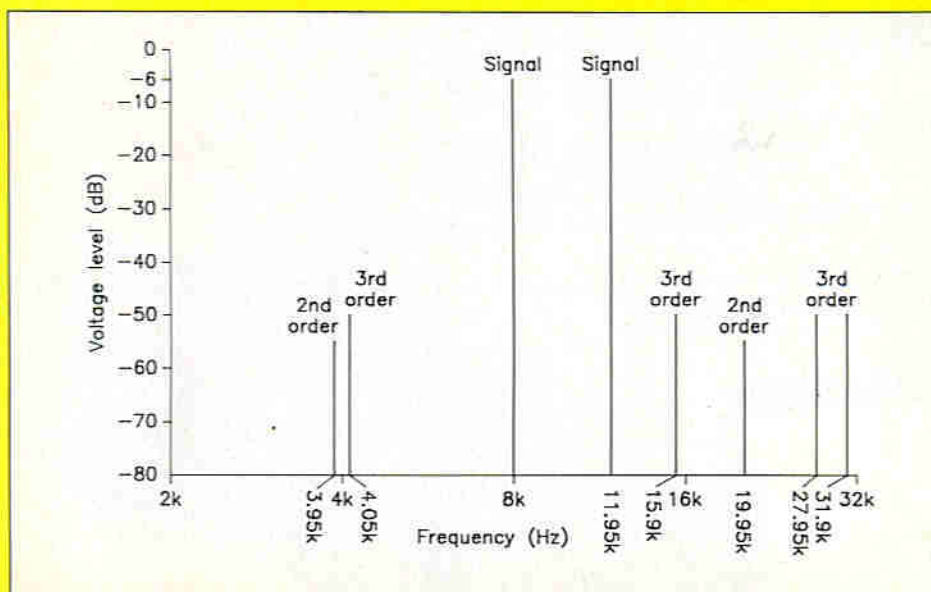 0
-6
-10
-20
-30
-40
-50
-60
-70
-80
Voltage level (dB)
Signal
Signal
2nd
order
3rd
order
3rd
order
2nd
order
3rd
order
2k
3.95k
4k
4.05k
8k
11.95k
15.9k
16k
19.95k
27.95k
31.9k
32k
Frequency (Hz)